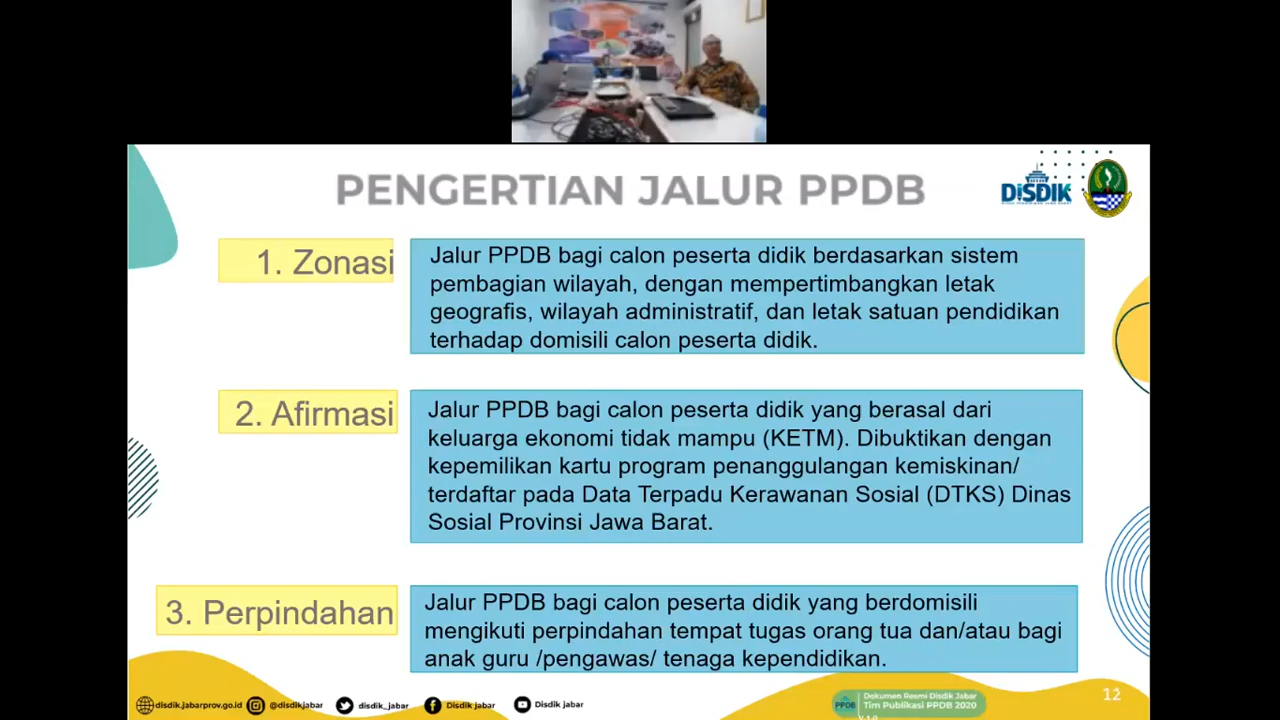 PENGERTIAN JALUR PPDB
DISDIK
1. Zonasi
Jalur PPDB bagi calon peserta didik berdasarkan sistem
pembagian wilayah, dengan mempertimbangkan letak
geografis, wilayah administratif, dan letak satuan pendidikan
terhadap domisili calon peserta didik.
2. Afirmasi
Jalur PPDB bagi calon peserta didik yang berasal dari
keluarga ekonomi tidak mampu (KETM). Dibuktikan dengan
kepemilikan kartu program penanggulangan kemiskinan/
terdaftar pada Data Terpadu Kerawanan Sosial (DTKS) Dinas
Sosial Provinsi Jawa Barat.
3. Perpindahan
Jalur PPDB bagi calon peserta didik yang berdomisili
mengikuti perpindahan tempat tugas orang tua dan/atau bagi
anak guru /pengawas/ tenaga kependidikan.
disdik.jabarprov.go.id
@disdikjabar
disdik_jabar
Disdik jabar
Disdik jabar
PPDB
Dokumen Resmi Disdik Jabar
Tim Publikasi PPDB 2020
V.1.0
12